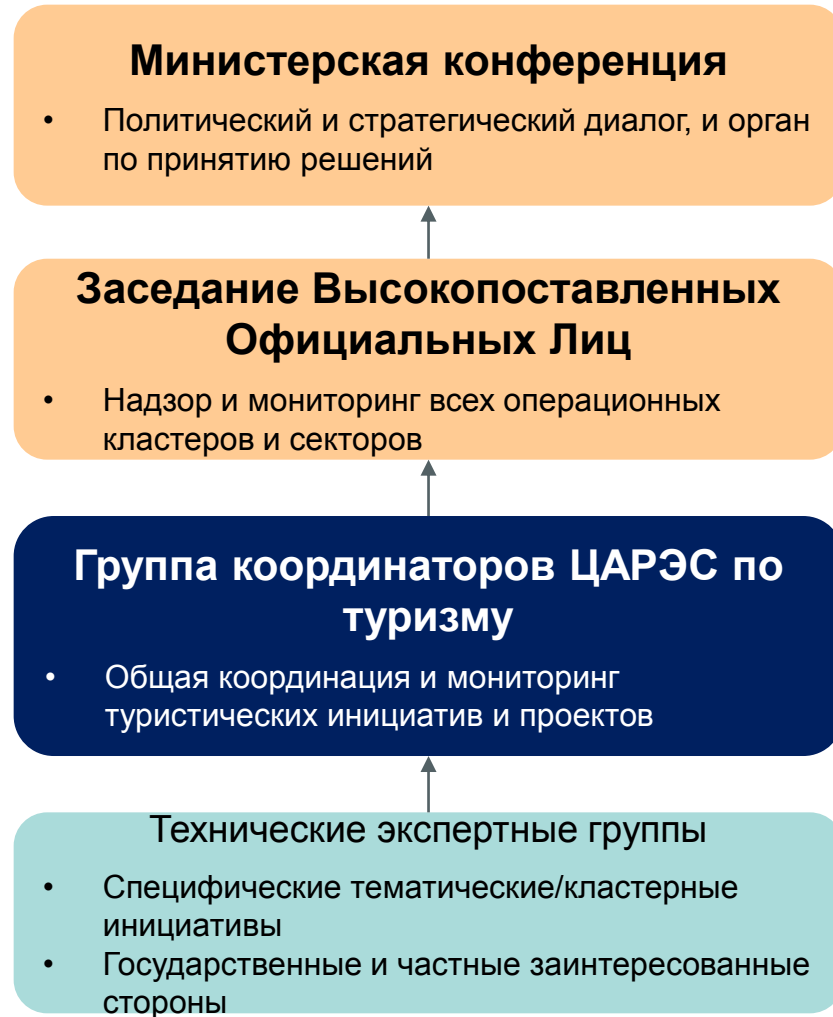 Министерская конференция
• Политический и стратегический диалог, и орган
по принятию решений
Заседание Высокопоставленных
Официальных Лиц
• Надзор и мониторинг всех операционных
кластеров и секторов
Группа координаторов ЦАРЭС по
туризму
• Общая координация и мониторинг
туристических инициатив и проектов
Технические экспертные группы
• Специфические тематические/кластерные
инициативы
• Государственные и частные заинтересованные
стороны